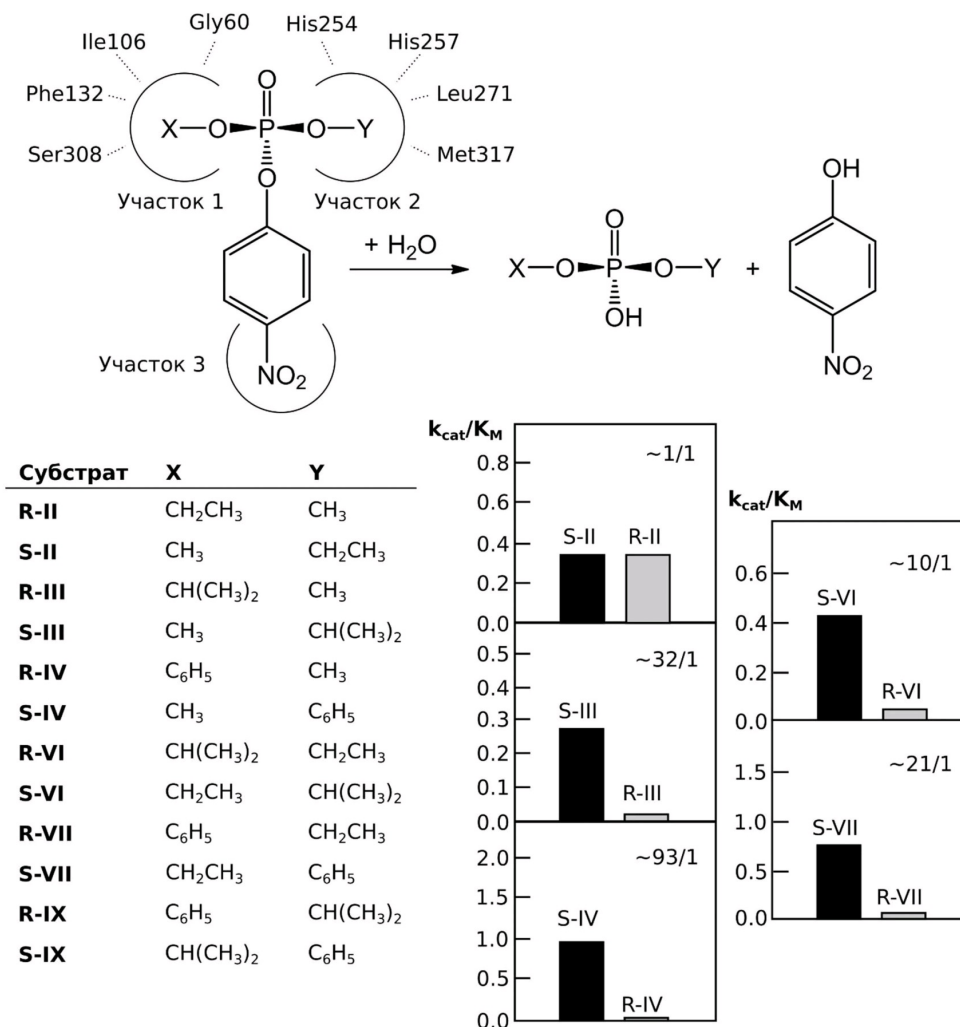 Gly60
His254
Ile106
His257
Phe132
Leu271
Ser308
Met317
O
X—O P O—Y
O
Участок 1
Участок 2
+ H₂O
O
X—O P O—Y
OH
+
OH
NO₂
Участок 3
NO₂
Субстрат X Y
R-II CH₂CH₃ CH₃
S-II CH₃ CH₂CH₃
R-III CH(CH₃)₂ CH₃
S-III CH₃ CH(CH₃)₂
R-IV C₆H₅ CH₃
S-IV CH₃ C₆H₅
R-VI CH(CH₃)₂ CH₂CH₃
S-VI CH₂CH₃ CH(CH₃)₂
R-VII C₆H₅ CH₂CH₃
S-VII CH₂CH₃ C₆H₅
R-IX C₆H₅ CH(CH₃)₂
S-IX CH(CH₃)₂ C₆H₅
k_cat/K_M
~1/1
0.8
0.6
0.4
0.2
0.0
S-II R-II
~32/1
0.5
0.4
0.3
0.2
0.1
0.0
S-III
R-III
~93/1
2.0
1.5
1.0
0.5
0.0
S-IV
R-IV
k_cat/K_M
~10/1
0.6
0.4
0.2
0.0
S-VI
R-VI
~21/1
1.5
1.0
0.5
0.0
S-VII
R-VII